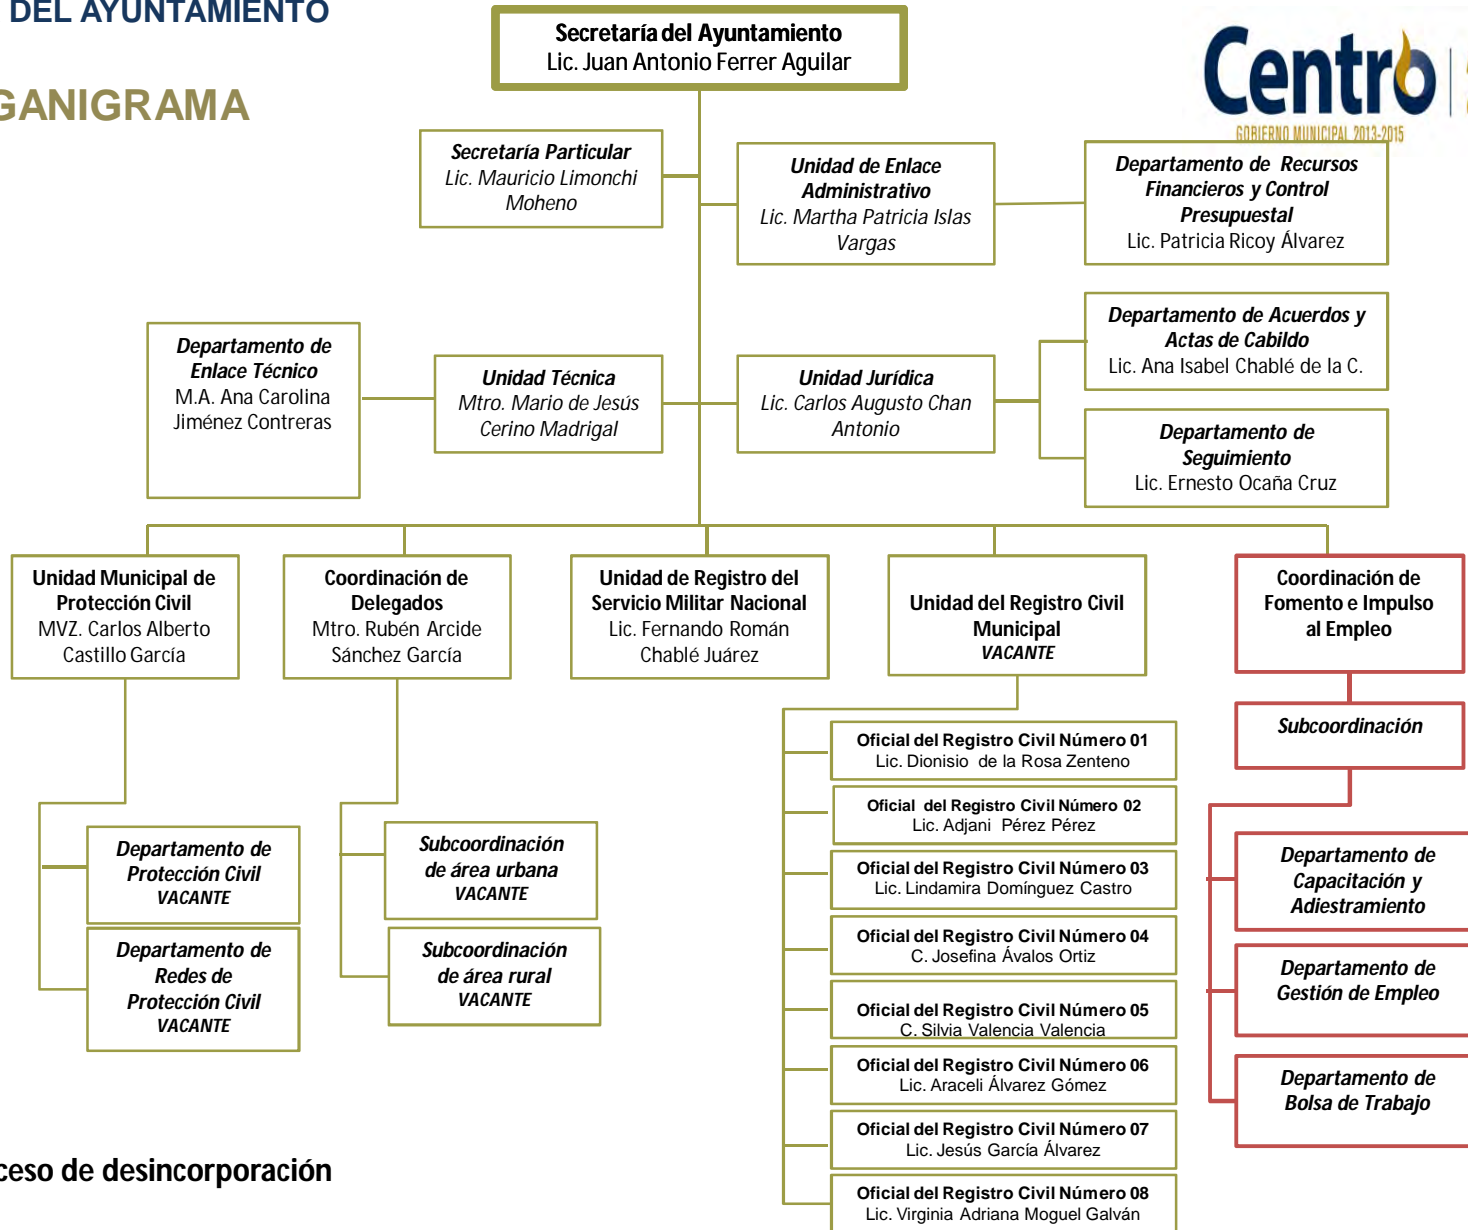 DEL AYUNTAMIENTO
GANIGRAMA
Secretaría del Ayuntamiento
Lic. Juan Antonio Ferrer Aguilar
Centro
GOBIERNO MUNICIPAL 2013-2015
Secretaría Particular
Lic. Mauricio Limonchi
Moheno
Unidad de Enlace
Administrativo
Lic. Martha Patricia Islas
Vargas
Departamento de Recursos
Financieros y Control
Presupuestal
Lic. Patricia Ricoy Álvarez
Departamento de
Enlace Técnico
M.A. Ana Carolina
Jiménez Contreras
Unidad Técnica
Mtro. Mario de Jesús
Cerino Madrigal
Unidad Jurídica
Lic. Carlos Augusto Chan
Antonio
Departamento de Acuerdos y
Actas de Cabildo
Lic. Ana Isabel Chablé de la C.
Departamento de
Seguimiento
Lic. Ernesto Ocaña Cruz
Unidad Municipal de
Protección Civil
MVZ. Carlos Alberto
Castillo García
Coordinación de
Delegados
Mtro. Rubén Arcide
Sánchez García
Unidad de Registro del
Servicio Militar Nacional
Lic. Fernando Román
Chablé Juárez
Unidad del Registro Civil
Municipal
VACANTE
Coordinación de
Fomento e Impulso
al Empleo
Departamento de
Protección Civil
VACANTE
Departamento de
Redes de
Protección Civil
VACANTE
Subcoordinación
de área urbana
VACANTE
Subcoordinación
de área rural
VACANTE
Oficial del Registro Civil Número 01
Lic. Dionisio de la Rosa Zenteno
Oficial del Registro Civil Número 02
Lic. Adjani Pérez Pérez
Oficial del Registro Civil Número 03
Lic. Lindamira Domínguez Castro
Oficial del Registro Civil Número 04
C. Josefina Ávalos Ortiz
Oficial del Registro Civil Número 05
C. Silvia Valencia Valencia
Oficial del Registro Civil Número 06
Lic. Araceli Álvarez Gómez
Oficial del Registro Civil Número 07
Lic. Jesús García Álvarez
Oficial del Registro Civil Número 08
Lic. Virginia Adriana Moguel Galván
Subcoordinación
Departamento de
Capacitación y
Adiestramiento
Departamento de
Gestión de Empleo
Departamento de
Bolsa de Trabajo
ceso de desincorporación